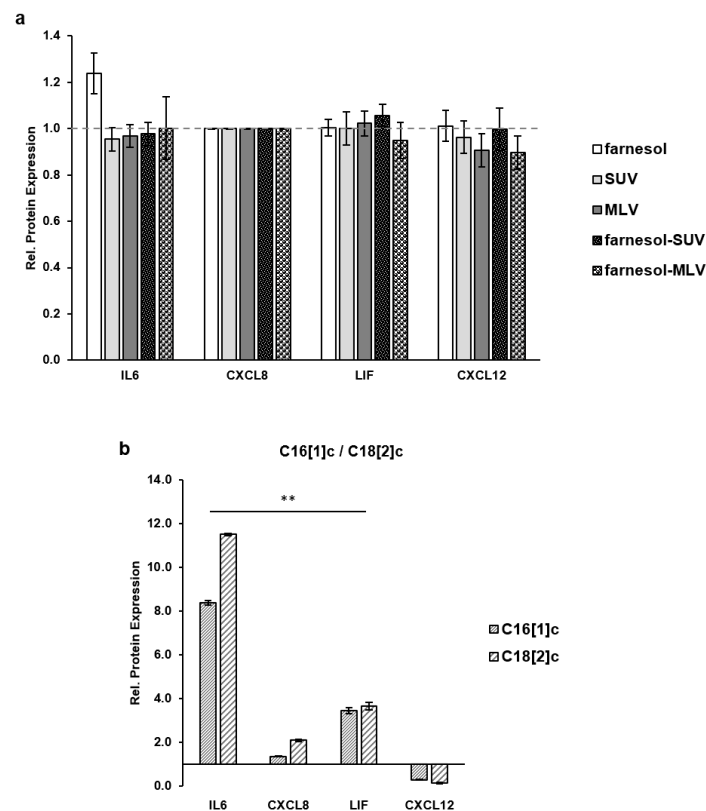 a
Rel. Protein Expression
1.4
1.2
1.0
0.8
0.6
0.4
0.2
0.0
IL6 CXCL8 LIF CXCL12
farnesol
SUV
MLV
farnesol-SUV
farnesol-MLV
b
C16[1]c / C18[2]c
Rel. Protein Expression
14.0
12.0
10.0
8.0
6.0
4.0
2.0
0.0
**
IL6 CXCL8 LIF CXCL12
C16[1]c
C18[2]c